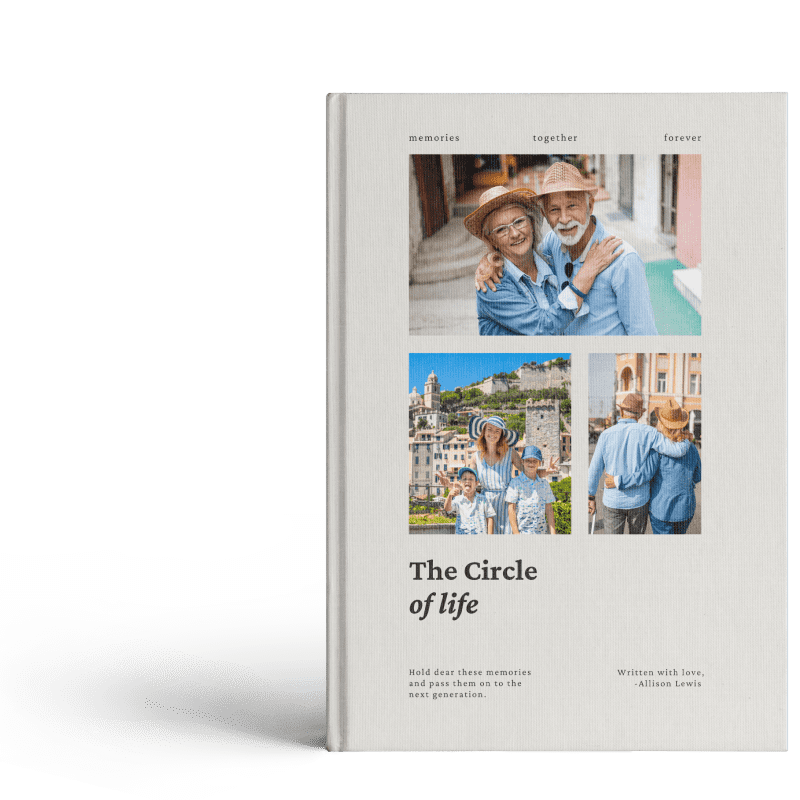 memories together forever
The Circle
of life
Hold dear these memories
and pass them on to the
next generation.
Written with love,
-Allison Lewis